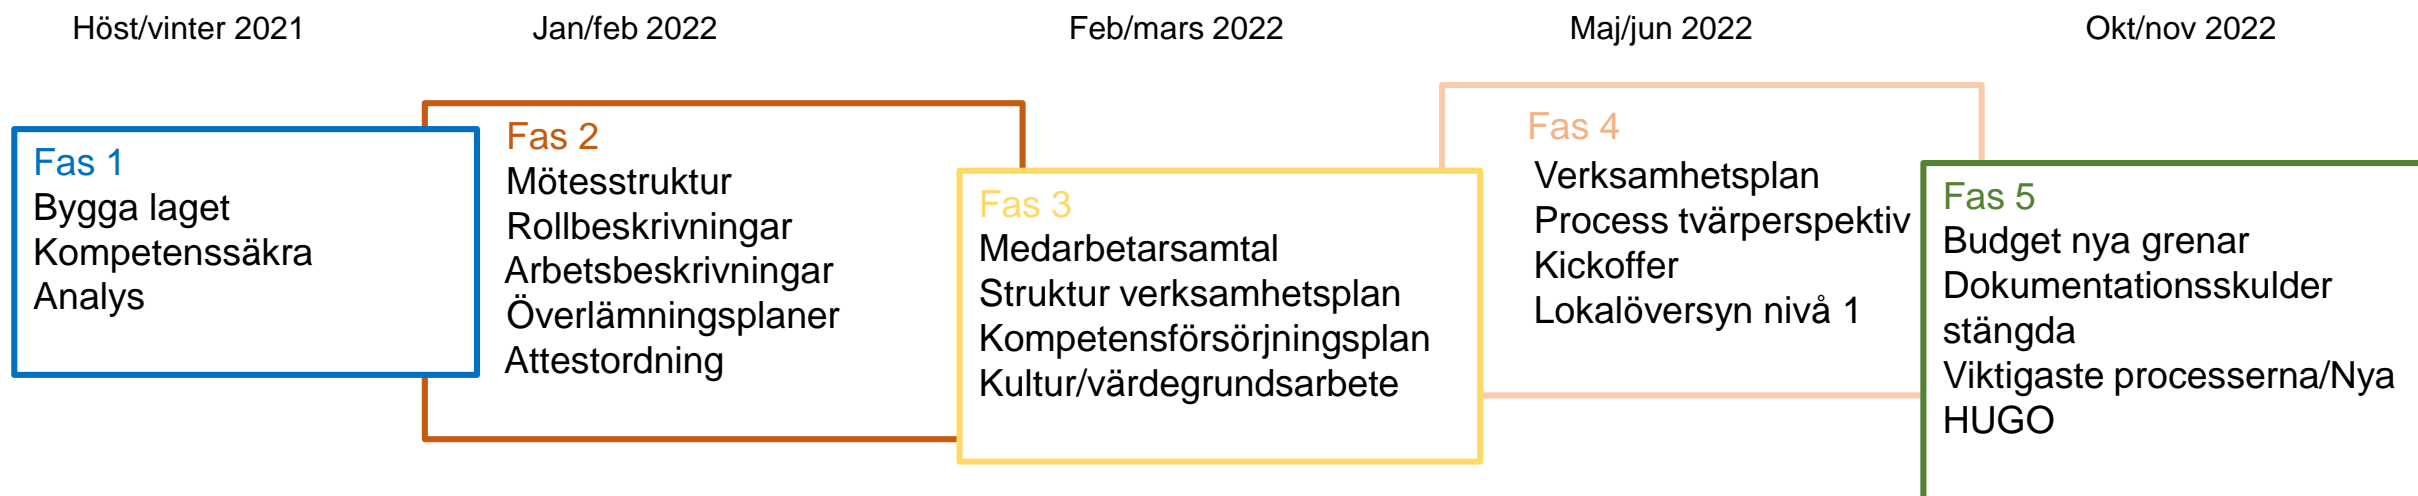 Höst/vinter 2021
Jan/feb 2022
Feb/mars 2022
Maj/jun 2022
Okt/nov 2022
Fas 1
Bygga laget
Kompetenssäkra
Analys
Fas 2
Mötesstruktur
Rollbeskrivningar
Arbetsbeskrivningar
Överlämningsplaner
Attestordning
Fas 3
Medarbetarsamtal
Struktur verksamhetsplan
Kompetensförsörjningsplan
Kultur/värdegrundsarbete
Fas 4
Verksamhetsplan
Process tvärperspektiv
Kickoffer
Lokalöversyn nivå 1
Fas 5
Budget nya grenar
Dokumentationsskulder
stängda
Viktigaste processerna/Nya
HUGO